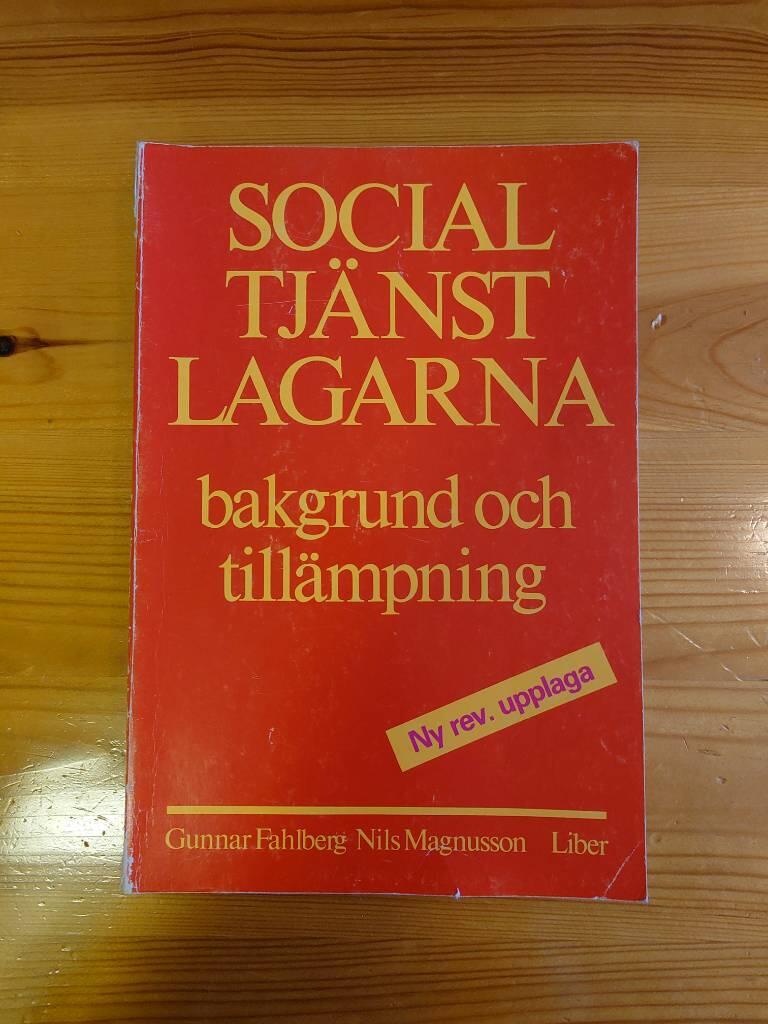 SOCIAL
TJÄNST
LAGARNA
bakgrund och
tillämpning
Ny rev. upplaga
Gunnar Fahlberg Nils Magnusson Liber